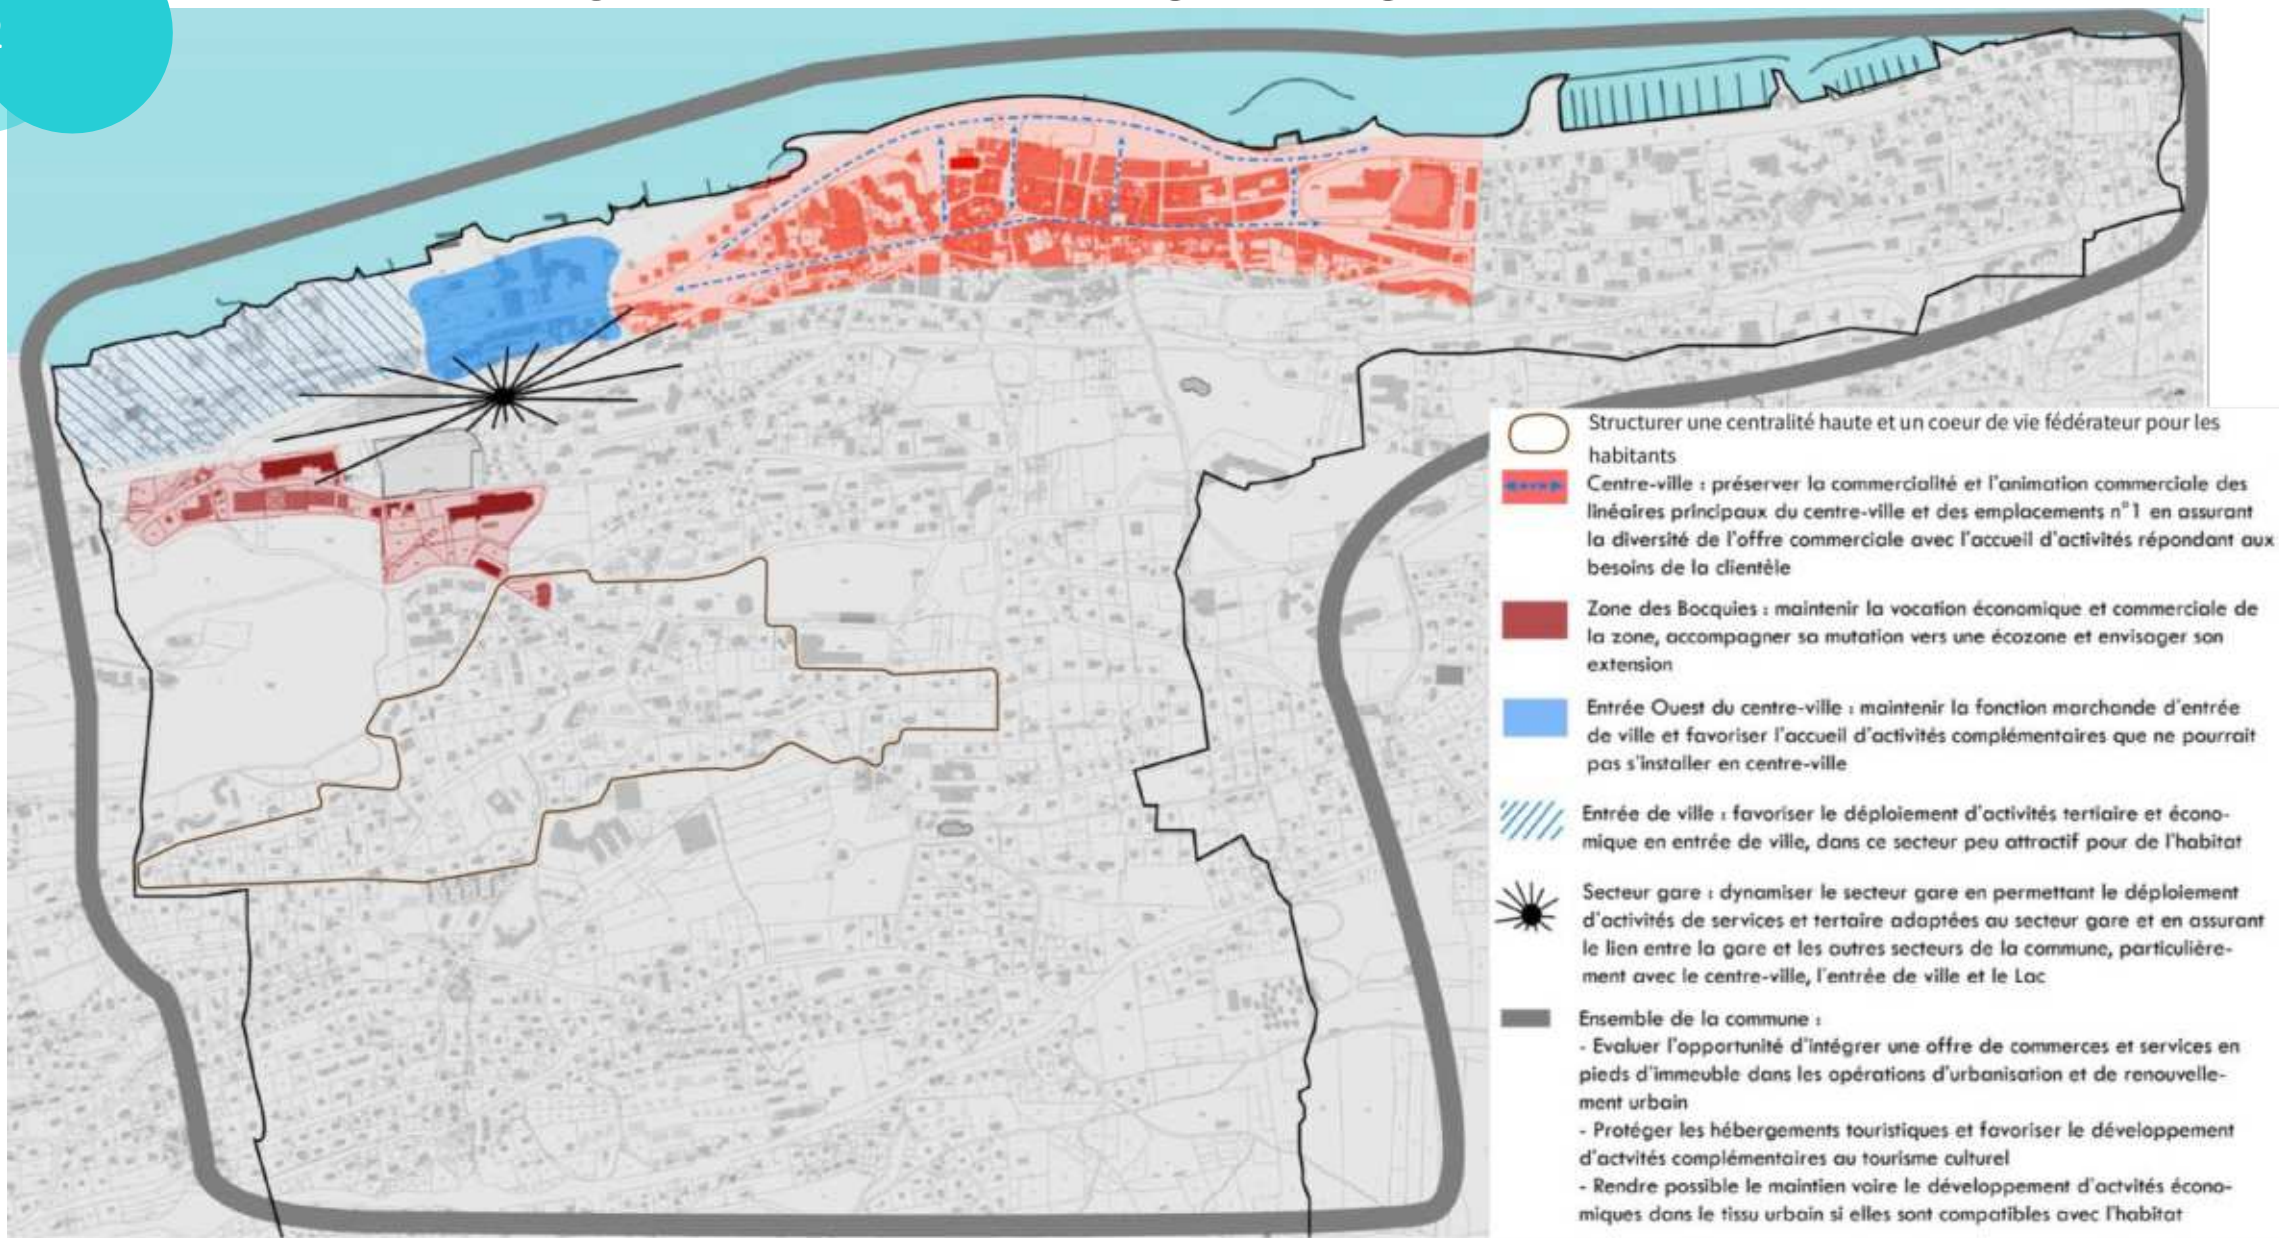 Structurer une centralité haute et un coeur de vie fédérateur pour les
habitants
Centre-ville : préserver la commercialité et l'animation commerciale des
linéaires principaux du centre-ville et des emplacements n°1 en assurant
la diversité de l'offre commerciale avec l'accueil d'activités répondant aux
besoins de la clientèle
Zone des Bocquies : maintenir la vocation économique et commerciale de
la zone, accompagner sa mutation vers une écozone et envisager son
extension
Entrée Ouest du centre-ville : maintenir la fonction marchande d'entrée
de ville et favoriser l'accueil d'activités complémentaires que ne pourrait
pas s'installer en centre-ville
Entrée de ville : favoriser le déploiement d'activités tertiaire et écono-
mique en entrée de ville, dans ce secteur peu attractif pour de l'habitat
Secteur gare : dynamiser le secteur gare en permettant le déploiement
d'activités de services et tertaire adaptées au secteur gare et en assurant
le lien entre la gare et les autres secteurs de la commune, particulière-
ment avec le centre-ville, l'entrée de ville et le Lac
Ensemble de la commune :
- Evaluer l'opportunité d'intégrer une offre de commerces et services en
pieds d'immeuble dans les opérations d'urbanisation et de renouvelle-
ment urbain
- Protéger les hébergements touristiques et favoriser le développement
d'actvités complémentaires au tourisme culturel
- Rendre possible le maintien voire le développement d'actvités écono-
miques dans le tissu urbain si elles sont compatibles avec l'habitat